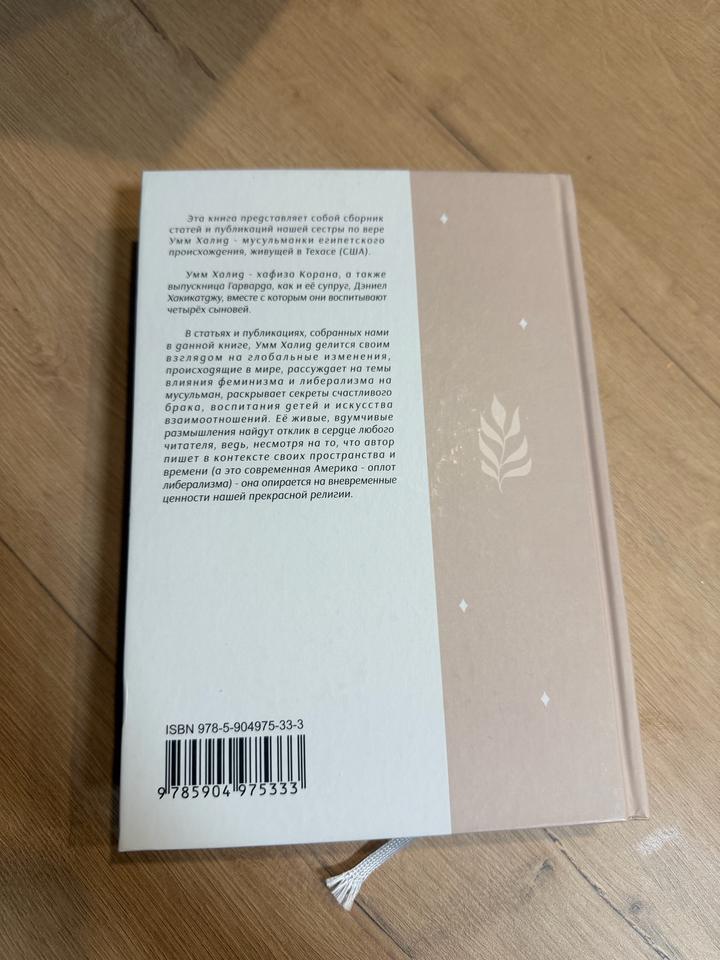 Эта книга представляет собой сборник
статей и публикаций нашей сестры по вере
Умм Халид - мусульманки египетского
происхождения, живущей в Техасе (США).
Умм Халид - хафиза Корана, а также
выпускница Гарварда, как и её супруг, Дэниел
Хакикатджу, вместе с которым они воспитывают
четырёх сыновей.
В статьях и публикациях, собранных нами
в данной книге, Умм Халид делится своим
взглядом на глобальные изменения,
происходящие в мире, рассуждает на темы
влияния феминизма и либерализма на
мусульман, раскрывает секреты счастливого
брака, воспитания детей и искусства
взаимоотношений. Её живые, вдумчивые
размышления найдут отклик в сердце любого
читателя, ведь, несмотря на то, что автор
пишет в контексте своих пространства и
времени (а это современная Америка - оплот
либерализма) - она опирается на вневременные
ценности нашей прекрасной религии.
ISBN 978-5-904975-33-3
9 785904 975333